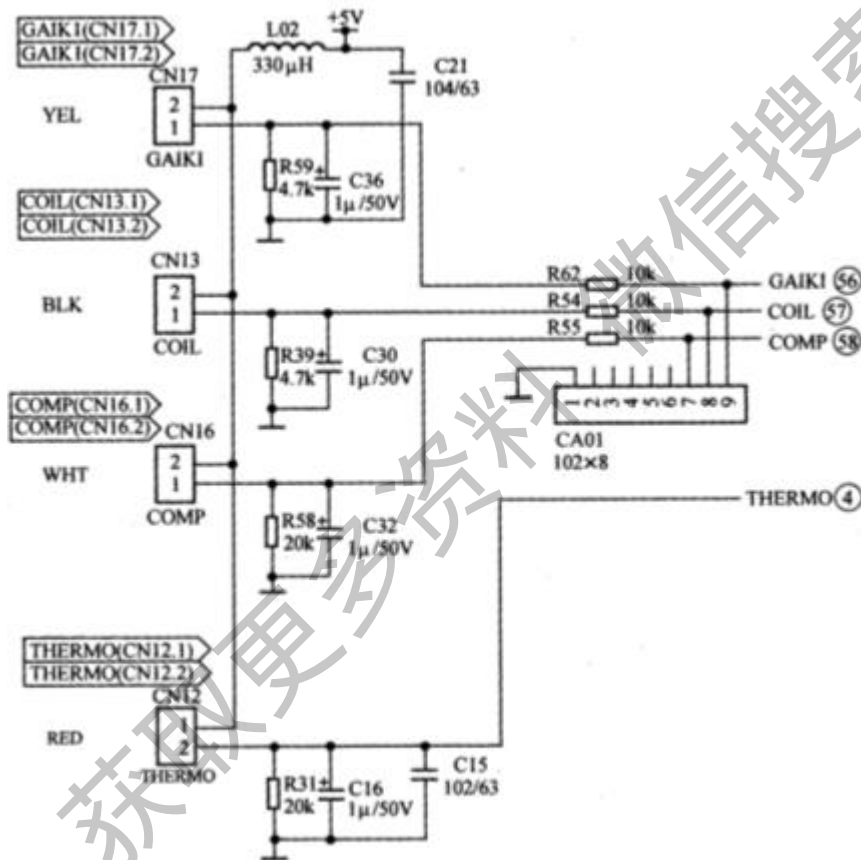 GAIKI(CN17.1)
GAIKI(CN17.2)
CN17
YEL
2
1
GAIKI
L02
330μH
+5V
C21
104/63
R59
4.7k
+
C36
1μ/50V
COIL(CN13.1)
COIL(CN13.2)
CN13
BLK
2
1
COIL
R39
4.7k
+
C30
1μ/50V
R62
10k
GAIKI 56
R54
10k
COIL 57
R55
10k
COMP 58
1 2 3 4 5 6 7 8 9
CA01
102×8
COMP(CN16.1)
COMP(CN16.2)
CN16
WHT
2
1
COMP
R58
20k
+
C32
1μ/50V
THERMO 4
THERMO(CN12.1)
THERMO(CN12.2)
CN12
RED
1
2
THERMO
R31
20k
+
C16
1μ/50V
C15
102/63
获取更多资料 微信搜索